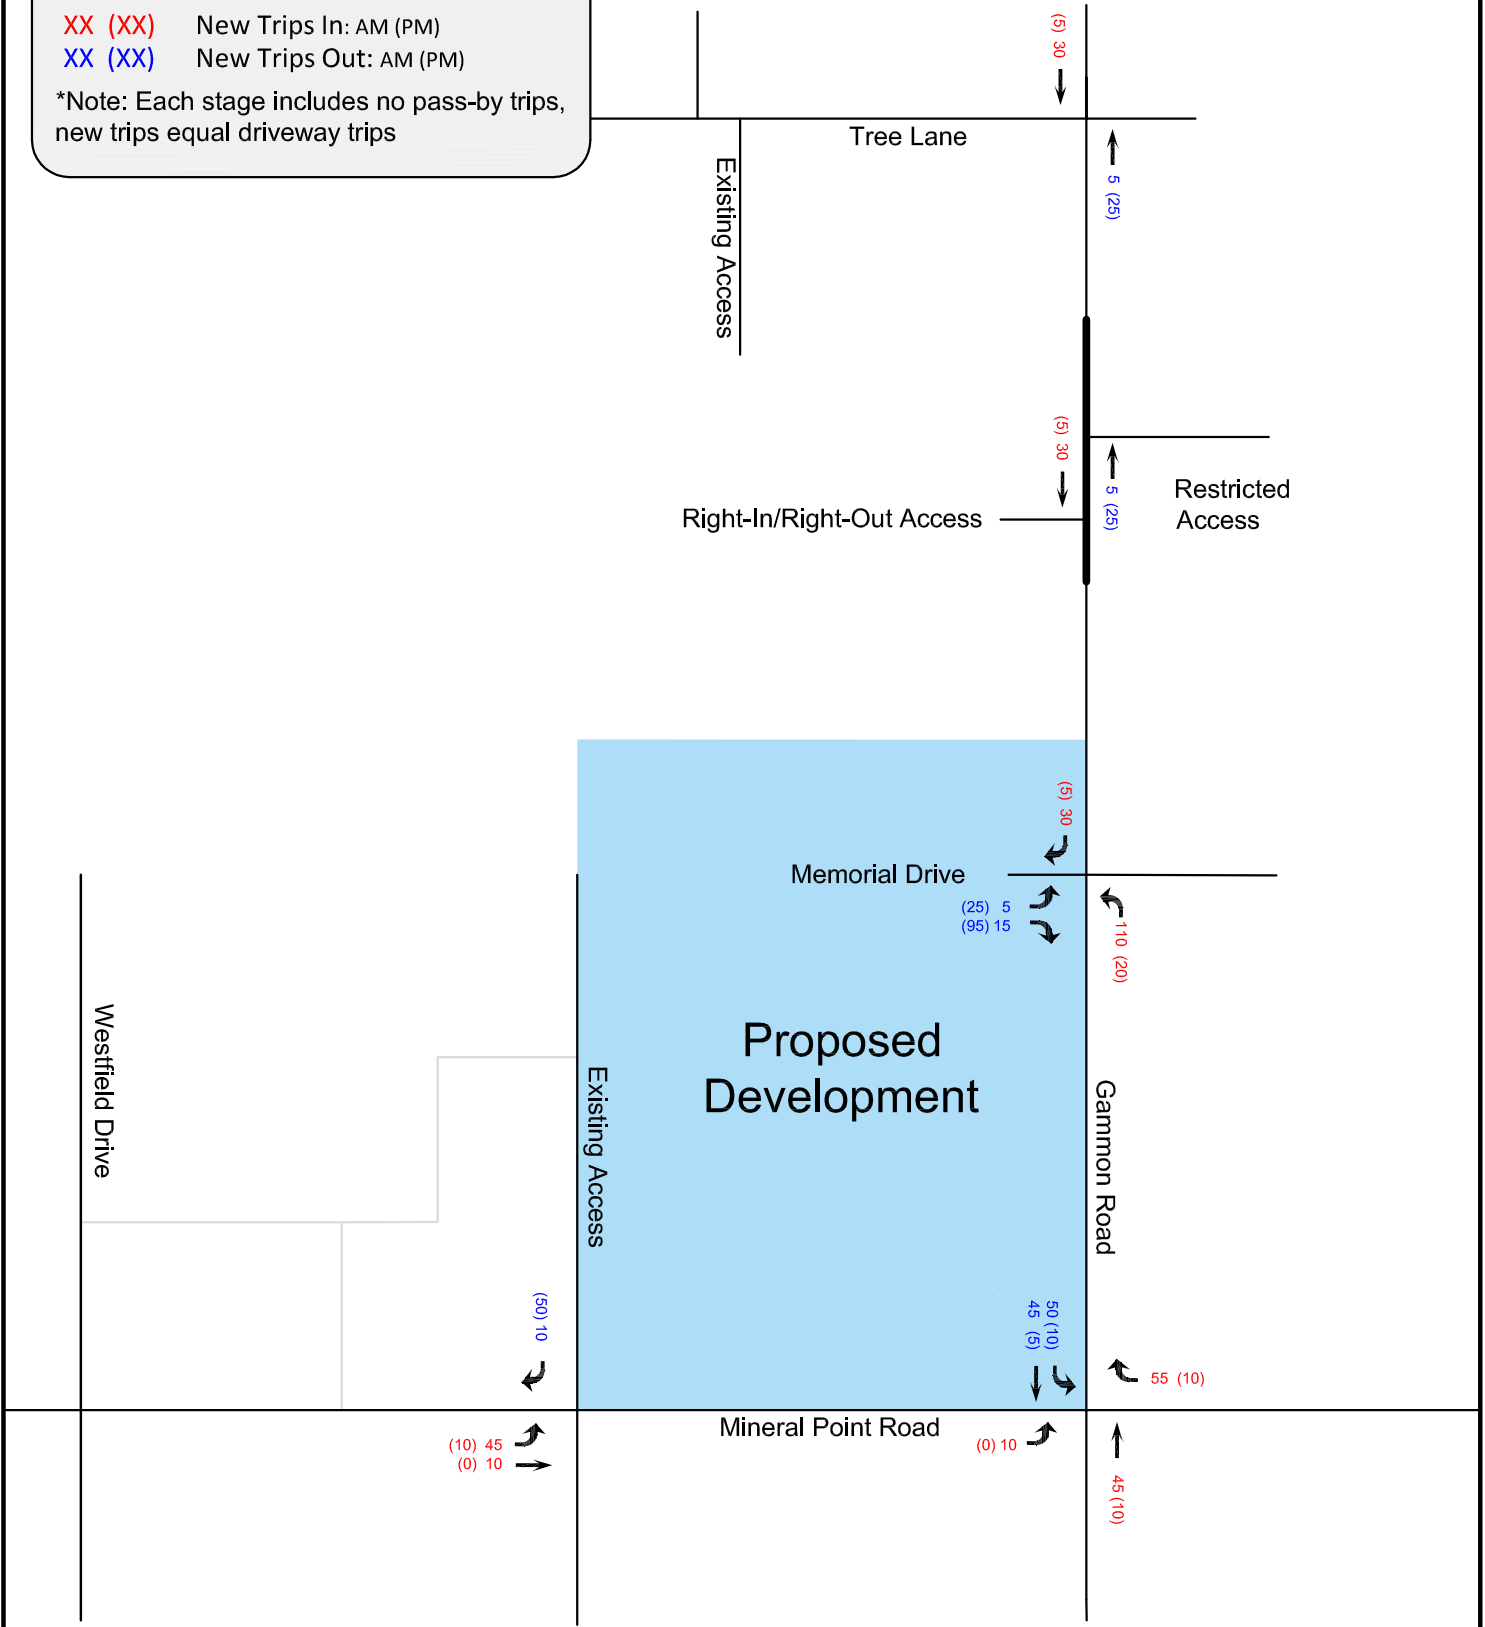 XX (XX) New Trips In: AM (PM)
XX (XX) New Trips Out: AM (PM)
*Note: Each stage includes no pass-by trips,
new trips equal driveway trips
(5) 30
Tree Lane
5 (25)
Existing Access
(5) 30
5 (25)
Restricted
Access
Right-In/Right-Out Access
(5) 30
Memorial Drive
(25) 5
(95) 15
110 (20)
Proposed
Development
Westfield Drive
Existing Access
Gammon Road
(50) 10
50 (10)
45 (5)
55 (10)
Mineral Point Road
(10) 45
(0) 10
(0) 10
45 (10)